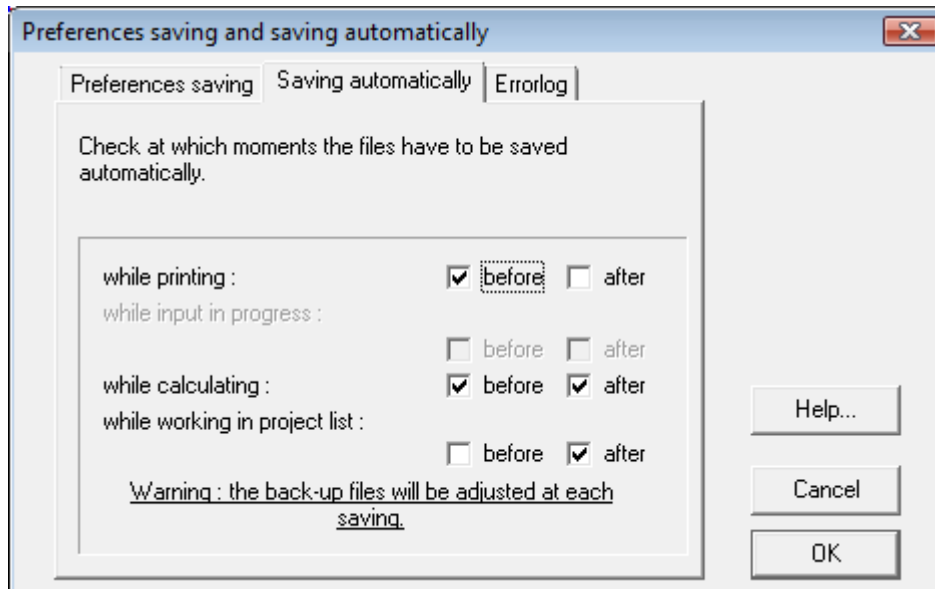 Preferences saving and saving automatically
Preferences saving Saving automatically Errorlog
Check at which moments the files have to be saved
automatically.
while printing : before after
while input in progress :
before after
while calculating : before after
while working in project list :
before after
Warning : the back-up files will be adjusted at each
saving.
Help...
Cancel
OK